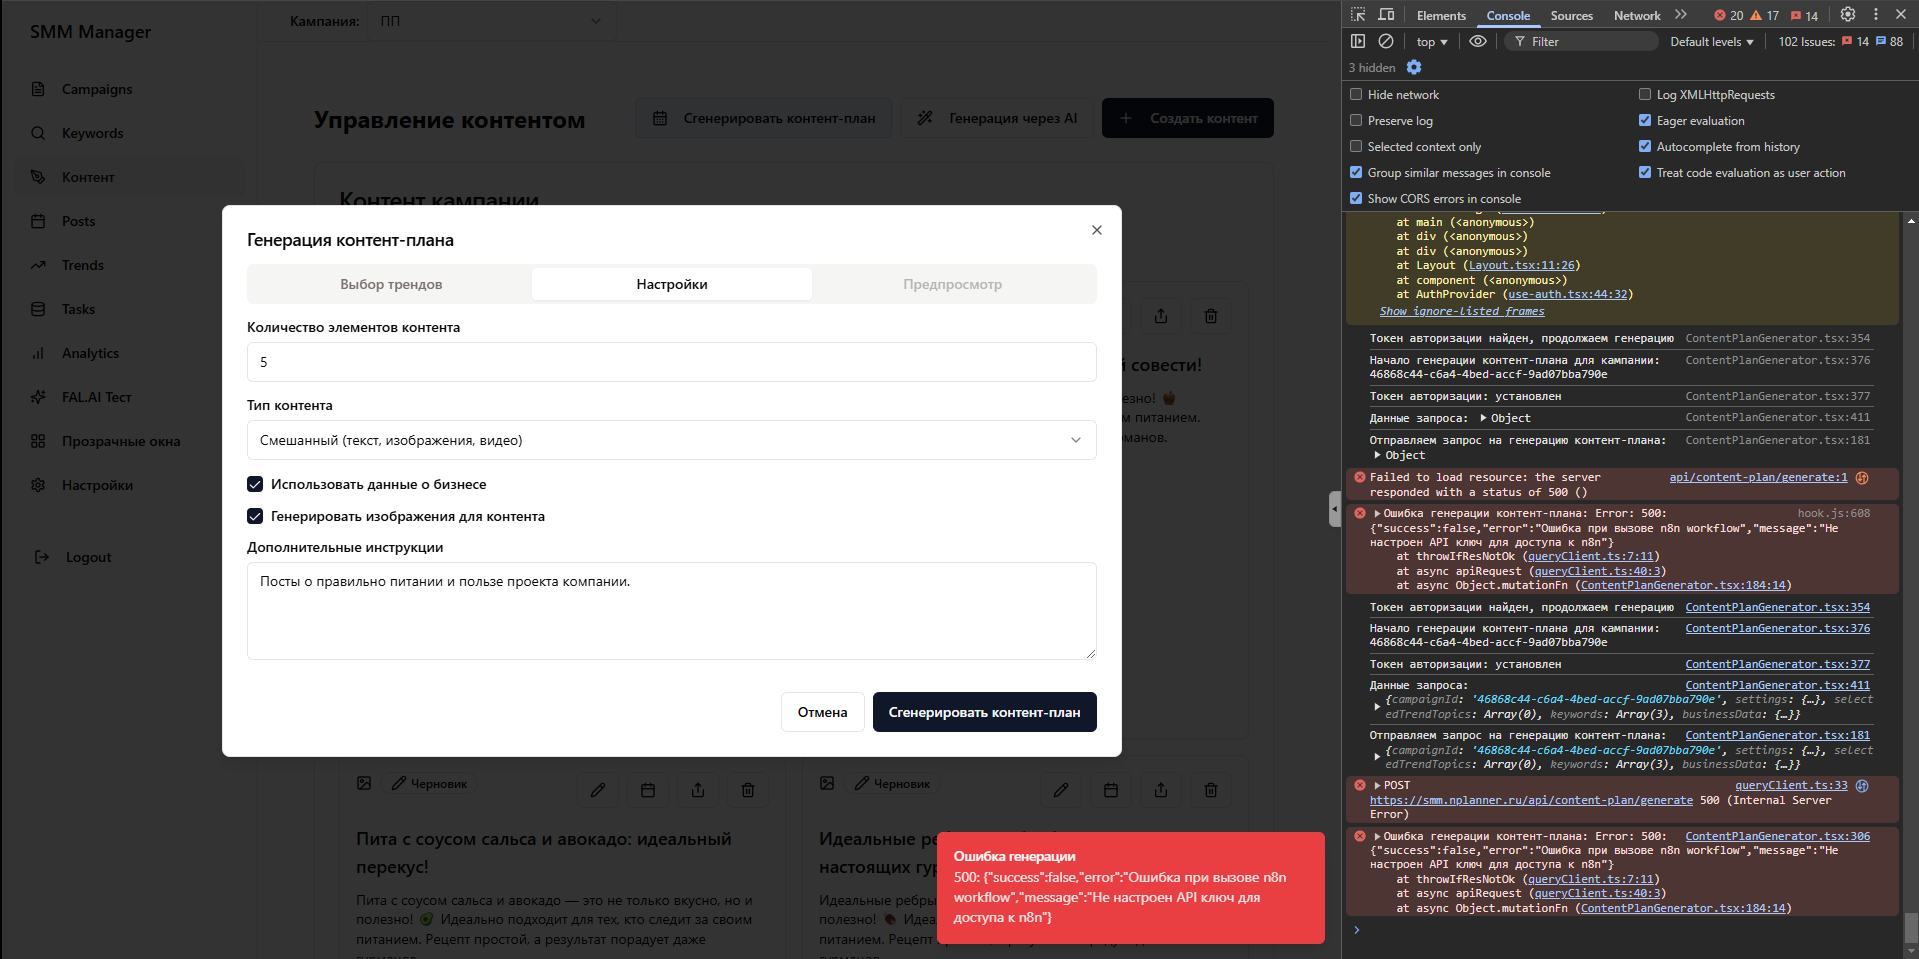 SMM Manager
Campaigns
Keywords
Контент
Posts
Trends
Tasks
Analytics
FAL.AI Тест
Прозрачные окна
Настройки
Logout
Кампания:
ПП
Управление контентом
Сгенерировать контент-план
Генерация через AI
Создать контент
Контент кампании
Генерация контент-плана
Выбор трендов
Настройки
Предпросмотр
Количество элементов контента
5
Тип контента
Смешанный (текст, изображения, видео)
Использовать данные о бизнесе
Генерировать изображения для контента
Дополнительные инструкции
Посты о правильно питании и пользе проекта компании.
Отмена
Сгенерировать контент-план
совести!
питанием.
Черновик
Пита с соусом сальса и авокадо: идеальный
перекус!
Пита с соусом сальса и авокадо — это не только вкусно, но и
полезно! 🥑 Идеально подходит для тех, кто следит за своим
питанием. Рецепт простой, а результат порадует даже
Черновик
Идеальные
настоящих
Идеальные ребры
полезно! Идеа
питанием. Рецепт
Ошибка генерации
500: {"success":false,"error":"Ошибка при вызове n8n
workflow","message":"Не настроен API ключ для
доступа к n8n"}
Elements
Console
Sources
Network
20
17
14
top
Filter
Default levels
102 Issues:
14
88
3 hidden
Hide network
Log XMLHttpRequests
Preserve log
Eager evaluation
Selected context only
Autocomplete from history
Group similar messages in console
Treat code evaluation as user action
Show CORS errors in console
at main (<anonymous>)
at div (<anonymous>)
at div (<anonymous>)
at Layout (Layout.tsx:11:26)
at component (<anonymous>)
at AuthProvider (use-auth.tsx:44:32)
Show ignore-listed frames
Токен авторизации найден, продолжаем генерацию ContentPlanGenerator.tsx:354
Начало генерации контент-плана для кампании: ContentPlanGenerator.tsx:376
46868c44-c6a4-4bed-accf-9ad07bba790e
Токен авторизации: установлен ContentPlanGenerator.tsx:377
Данные запроса: Object ContentPlanGenerator.tsx:411
Отправляем запрос на генерацию контент-плана: ContentPlanGenerator.tsx:181
Object
Failed to load resource: the server api/content-plan/generate:1
responded with a status of 500 ()
Ошибка генерации контент-плана: Error: 500: hook.js:608
{"success":false,"error":"Ошибка при вызове n8n workflow","message":"Не
настроен API ключ для доступа к n8n"}
at throwIfResNotOk (queryClient.ts:7:11)
at async apiRequest (queryClient.ts:40:3)
at async Object.mutationFn (ContentPlanGenerator.tsx:184:14)
Токен авторизации найден, продолжаем генерацию ContentPlanGenerator.tsx:354
Начало генерации контент-плана для кампании: ContentPlanGenerator.tsx:376
46868c44-c6a4-4bed-accf-9ad07bba790e
Токен авторизации: установлен ContentPlanGenerator.tsx:377
Данные запроса: ContentPlanGenerator.tsx:411
{campaignId: '46868c44-c6a4-4bed-accf-9ad07bba790e', settings: {…}, select
edTrendTopics: Array(0), keywords: Array(3), businessData: {…}}
Отправляем запрос на генерацию контент-плана: ContentPlanGenerator.tsx:181
{campaignId: '46868c44-c6a4-4bed-accf-9ad07bba790e', settings: {…}, select
edTrendTopics: Array(0), keywords: Array(3), businessData: {…}}
POST queryClient.ts:33
https://smm.nplanner.ru/api/content-plan/generate 500 (Internal Server
Error)
Ошибка генерации контент-плана: Error: 500: ContentPlanGenerator.tsx:306
{"success":false,"error":"Ошибка при вызове n8n workflow","message":"Не
настроен API ключ для доступа к n8n"}
at throwIfResNotOk (queryClient.ts:7:11)
at async apiRequest (queryClient.ts:40:3)
at async Object.mutationFn (ContentPlanGenerator.tsx:184:14)